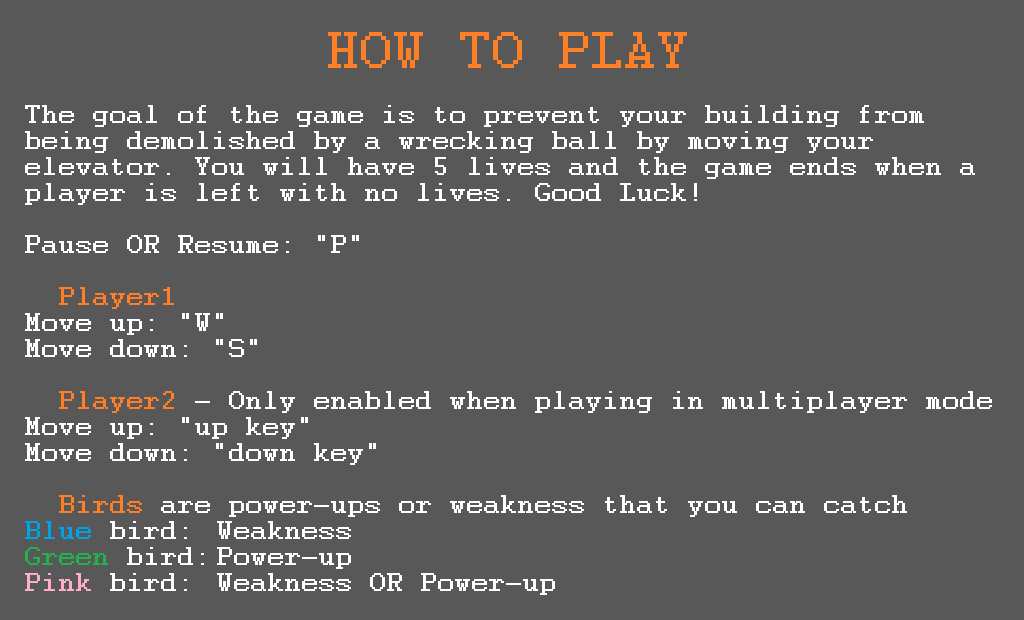 HOW TO PLAY
The goal of the game is to prevent your building from
being demolished by a wrecking ball by moving your
elevator. You will have 5 lives and the game ends when a
player is left with no lives. Good Luck!
Pause OR Resume: "P"
Player1
Move up: "W"
Move down: "S"
Player2 – Only enabled when playing in multiplayer mode
Move up: "up key"
Move down: "down key"
Birds are power-ups or weakness that you can catch
Blue bird: Weakness
Green bird: Power-up
Pink bird: Weakness OR Power-up